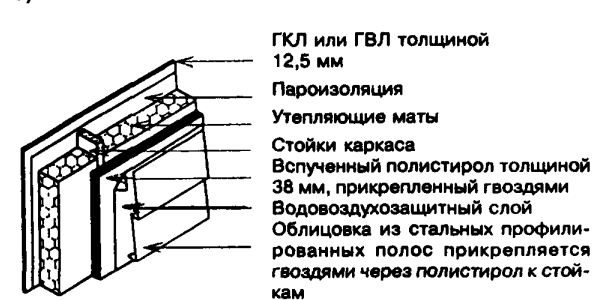 ГКЛ или ГВЛ толщиной
12,5 мм
Пароизоляция
Утепляющие маты
Стойки каркаса
Вспученный полистирол толщиной
38 мм, прикрепленный гвоздями
Водовоздухозащитный слой
Облицовка из стальных профили-
рованных полос прикрепляется
гвоздями через полистирол к стой-
кам